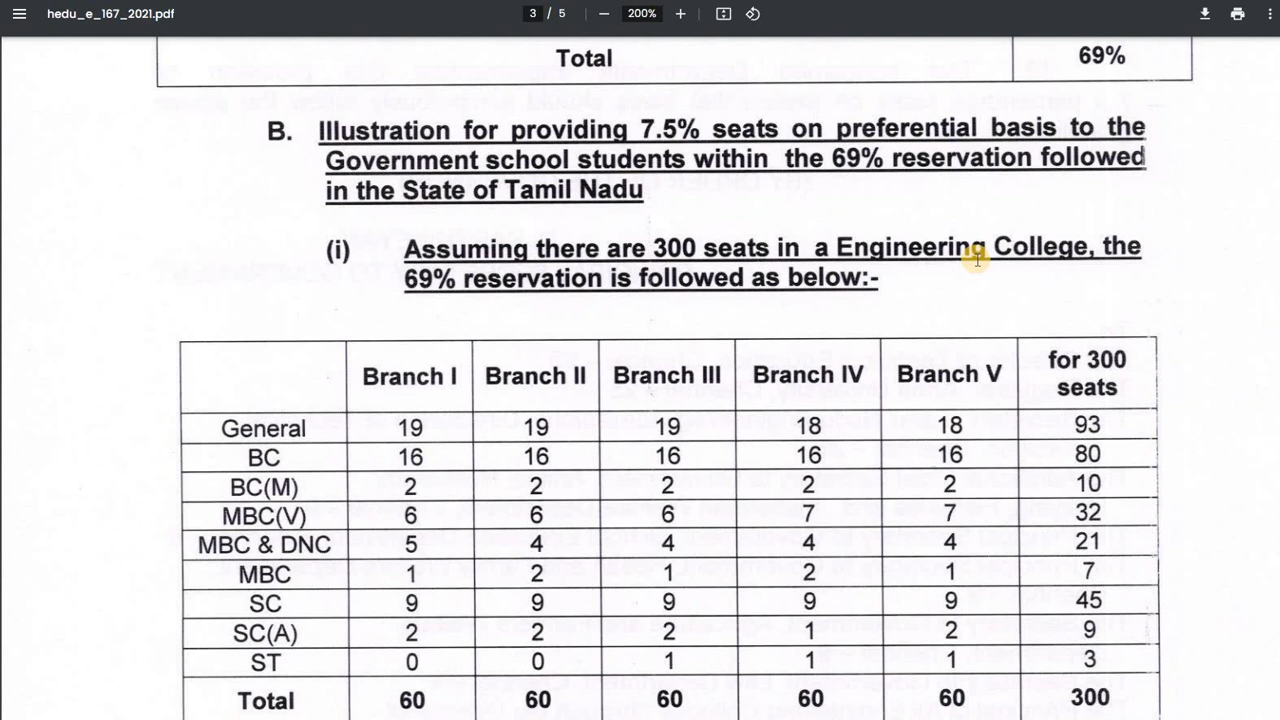 hedu_e_167_2021.pdf
3 / 5
200%
Total 69%
B. Illustration for providing 7.5% seats on preferential basis to the
Government school students within the 69% reservation followed
in the State of Tamil Nadu
(i) Assuming there are 300 seats in a Engineering College, the
69% reservation is followed as below:-
Branch I Branch II Branch III Branch IV Branch V for 300 seats
General 19 19 19 18 18 93
BC 16 16 16 16 16 80
BC(M) 2 2 2 2 2 10
MBC(V) 6 6 6 7 7 32
MBC & DNC 5 4 4 4 4 21
MBC 1 2 1 2 1 7
SC 9 9 9 9 9 45
SC(A) 2 2 2 1 2 9
ST 0 0 1 1 1 3
Total 60 60 60 60 60 300